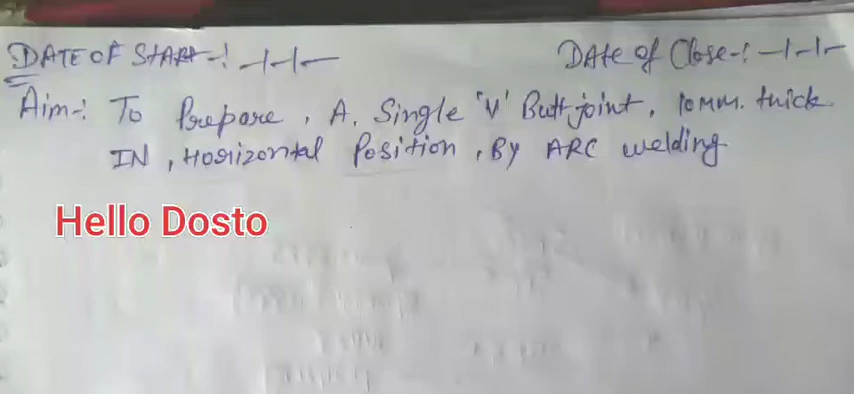 DATE OF START-: -/-/- DATE of Close-: -/-/-
Aim-: To Prepare, A, Single 'V' Butt joint, 10mm. thick
IN, Horizontal Position, By ARC welding
Hello Dosto